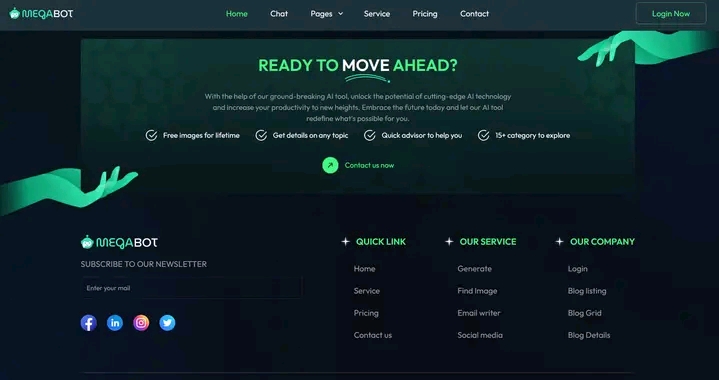 MEGABOT
Home Chat Pages Service Pricing Contact Login Now
READY TO MOVE AHEAD?
With the help of our ground-breaking AI tool, unlock the potential of cutting-edge AI technology
and increase your productivity to new heights. Embrace the future today and let our AI tool
redefine what's possible for you.
Free images for lifetime Get details on any topic Quick advisor to help you 15+ category to explore
Contact us now
MEGABOT
SUBSCRIBE TO OUR NEWSLETTER
Enter your mail
QUICK LINK
Home
Service
Pricing
Contact us
OUR SERVICE
Generate
Find Image
Email writer
Social media
OUR COMPANY
Login
Blog listing
Blog Grid
Blog Details